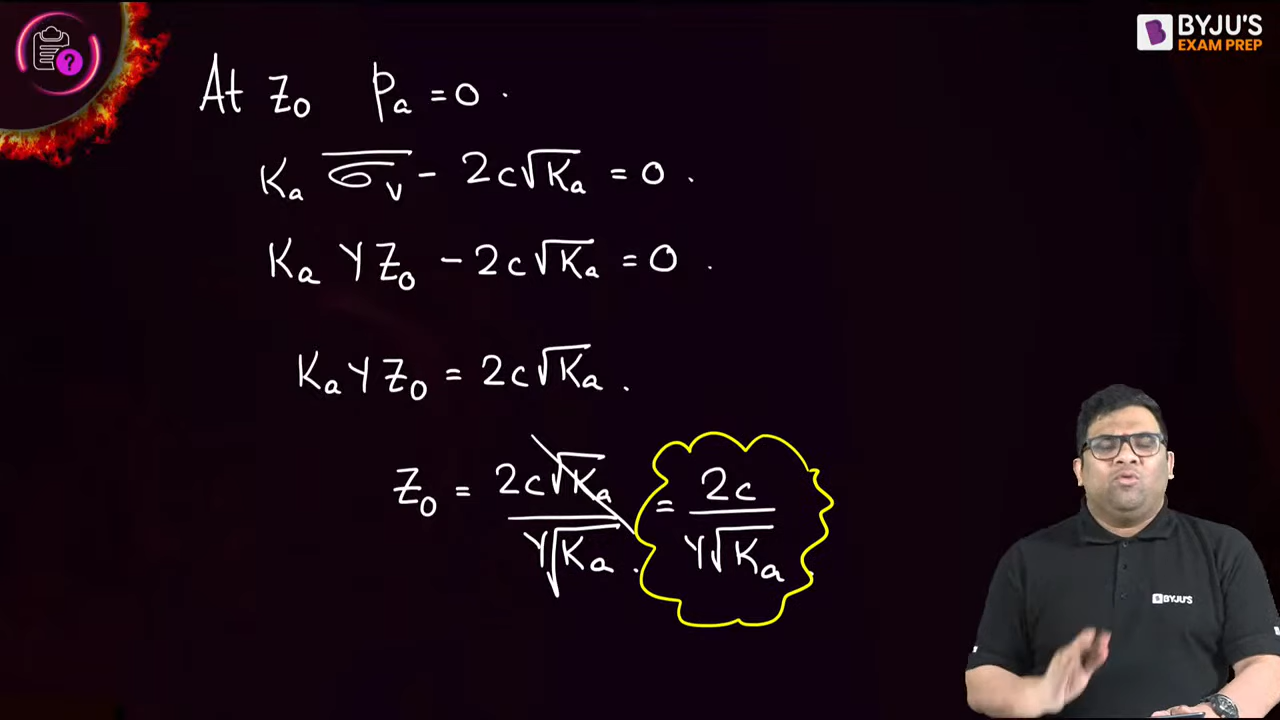 BYJU'S
EXAM PREP
At Z₀ Pa = 0 .
Ka σ̅v - 2c√Ka = 0 .
Ka γ Z₀ - 2c√Ka = 0 .
Ka γ Z₀ = 2c√Ka .
Z₀ = 2c√Ka / γ√Ka . = 2c / γ√Ka
BYJU'S